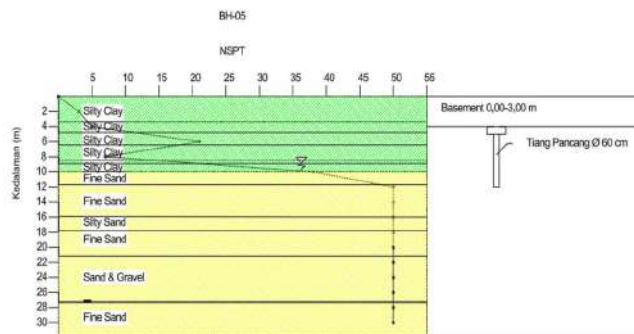 BH-05
NSPT
5 10 15 20 25 30 35 40 45 50 55
Kedalaman (m)
2
4
6
8
10
12
14
16
18
20
22
24
26
28
30
Silty Clay
Silty Clay
Silty Clay
Silty Clay
Silty Clay
Fine Sand
Fine Sand
Silty Sand
Fine Sand
Sand & Gravel
Fine Sand
Basement 0,00-3,00 m
Tiang Pancang Ø 60 cm